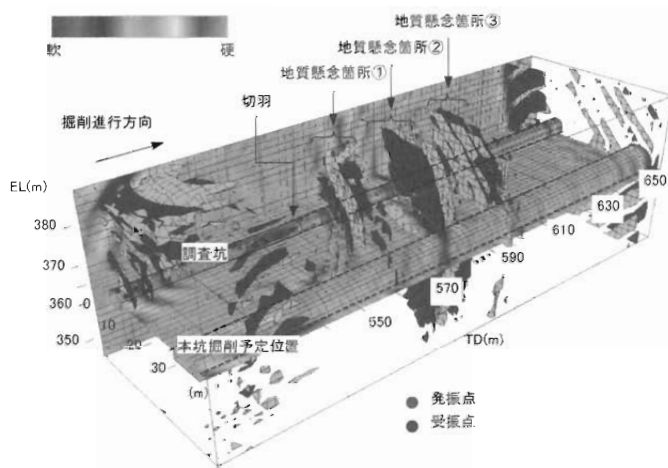 軟
硬
地質懸念箇所③
地質懸念箇所②
地質懸念箇所①
切羽
掘削進行方向
EL(m)
380
370
360
350
0
10
20
30
(m)
調査坑
本坑掘削予定位置
550
570
590
610
630
650
TD(m)
発振点
受振点